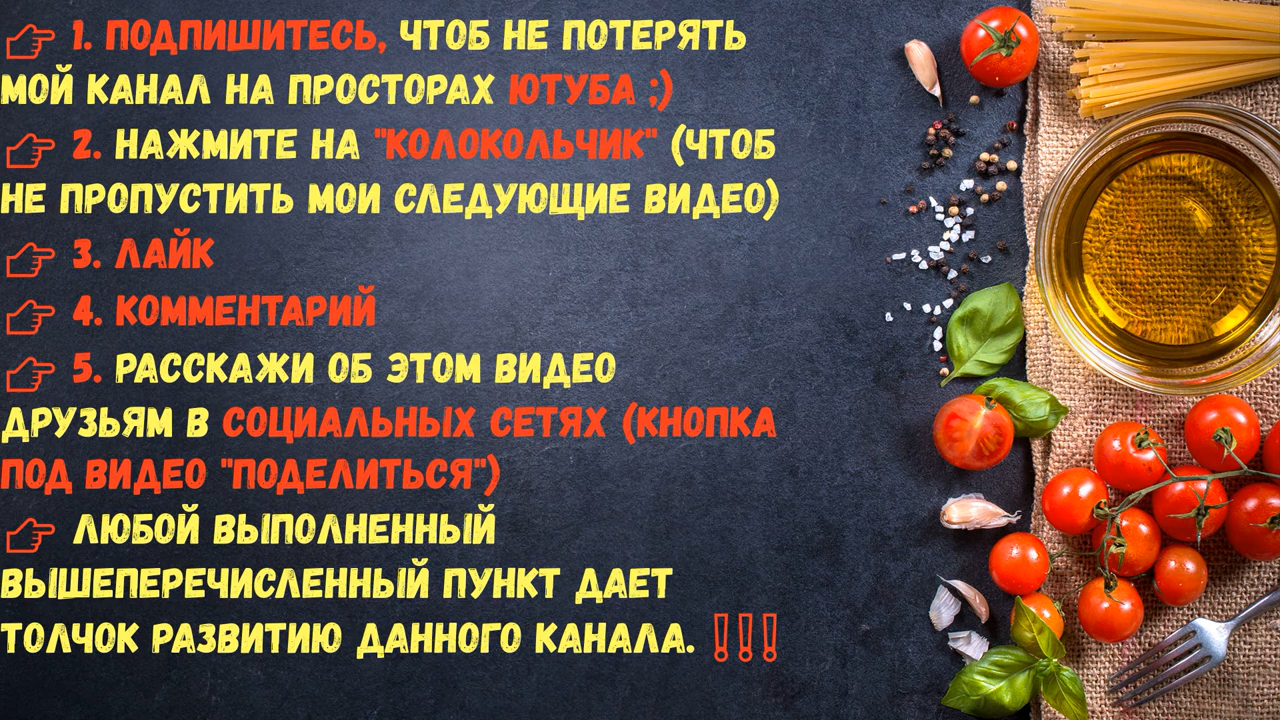 👉 1. ПОДПИШИТЕСЬ, ЧТОБ НЕ ПОТЕРЯТЬ
МОЙ КАНАЛ НА ПРОСТОРАХ ЮТУБА ;)
👉 2. НАЖМИТЕ НА "КОЛОКОЛЬЧИК" (ЧТОБ
НЕ ПРОПУСТИТЬ МОИ СЛЕДУЮЩИЕ ВИДЕО)
👉 3. ЛАЙК
👉 4. КОММЕНТАРИЙ
👉 5. РАССКАЖИ ОБ ЭТОМ ВИДЕО
ДРУЗЬЯМ В СОЦИАЛЬНЫХ СЕТЯХ (КНОПКА
ПОД ВИДЕО "ПОДЕЛИТЬСЯ")
👉 ЛЮБОЙ ВЫПОЛНЕННЫЙ
ВЫШЕПЕРЕЧИСЛЕННЫЙ ПУНКТ ДАЕТ
ТОЛЧОК РАЗВИТИЮ ДАННОГО КАНАЛА. ❗❗❗